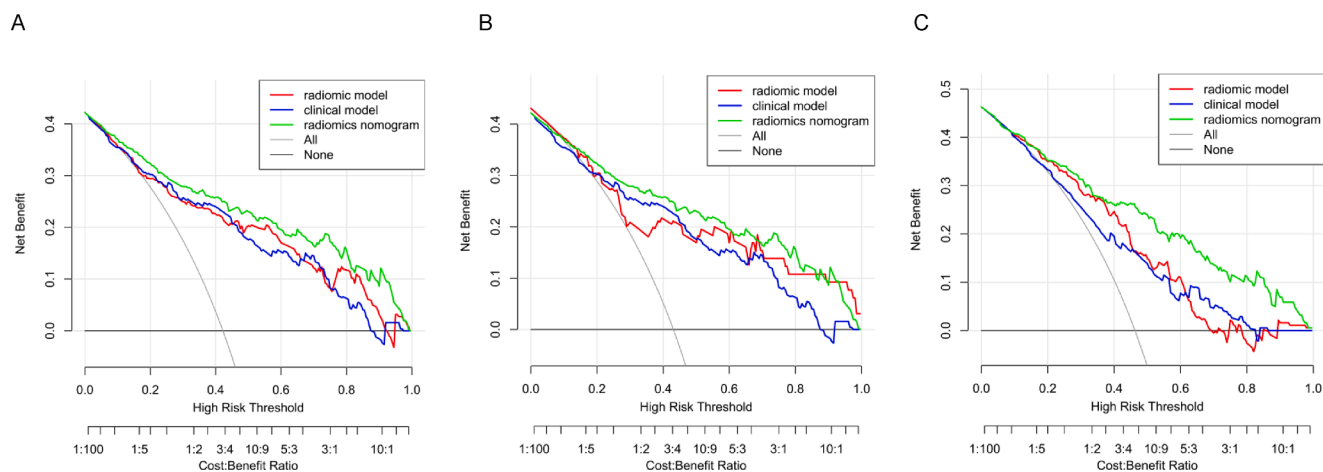 A
radiomic model
clinical model
radiomics nomogram
All
None
Net Benefit
0.4
0.3
0.2
0.1
0.0
0.0 0.2 0.4 0.6 0.8 1.0
High Risk Threshold
1:100 1:5 1:2 3:4 10:9 5:3 3:1 10:1
Cost:Benefit Ratio
B
radiomic model
clinical model
radiomics nomogram
All
None
Net Benefit
0.4
0.3
0.2
0.1
0.0
0.0 0.2 0.4 0.6 0.8 1.0
High Risk Threshold
1:100 1:5 1:2 3:4 10:9 5:3 3:1 10:1
Cost:Benefit Ratio
C
radiomic model
clinical model
radiomics nomogram
All
None
Net Benefit
0.5
0.4
0.3
0.2
0.1
0.0
0.0 0.2 0.4 0.6 0.8 1.0
High Risk Threshold
1:100 1:5 1:2 3:4 10:9 5:3 3:1 10:1
Cost:Benefit Ratio